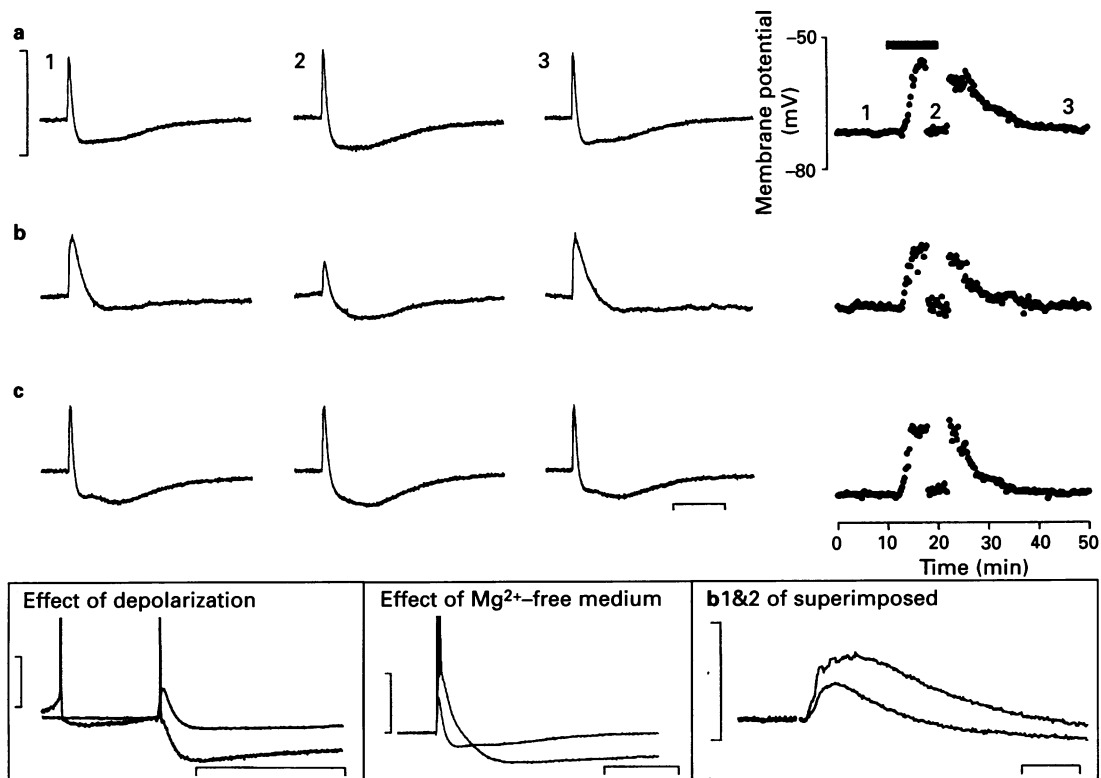 a
1
2
3
Membrane potential
(mV)
–50
–80
1
2
3
b
c
0 10 20 30 40 50
Time (min)
Effect of depolarization
Effect of Mg²⁺–free medium
b1&2 of superimposed